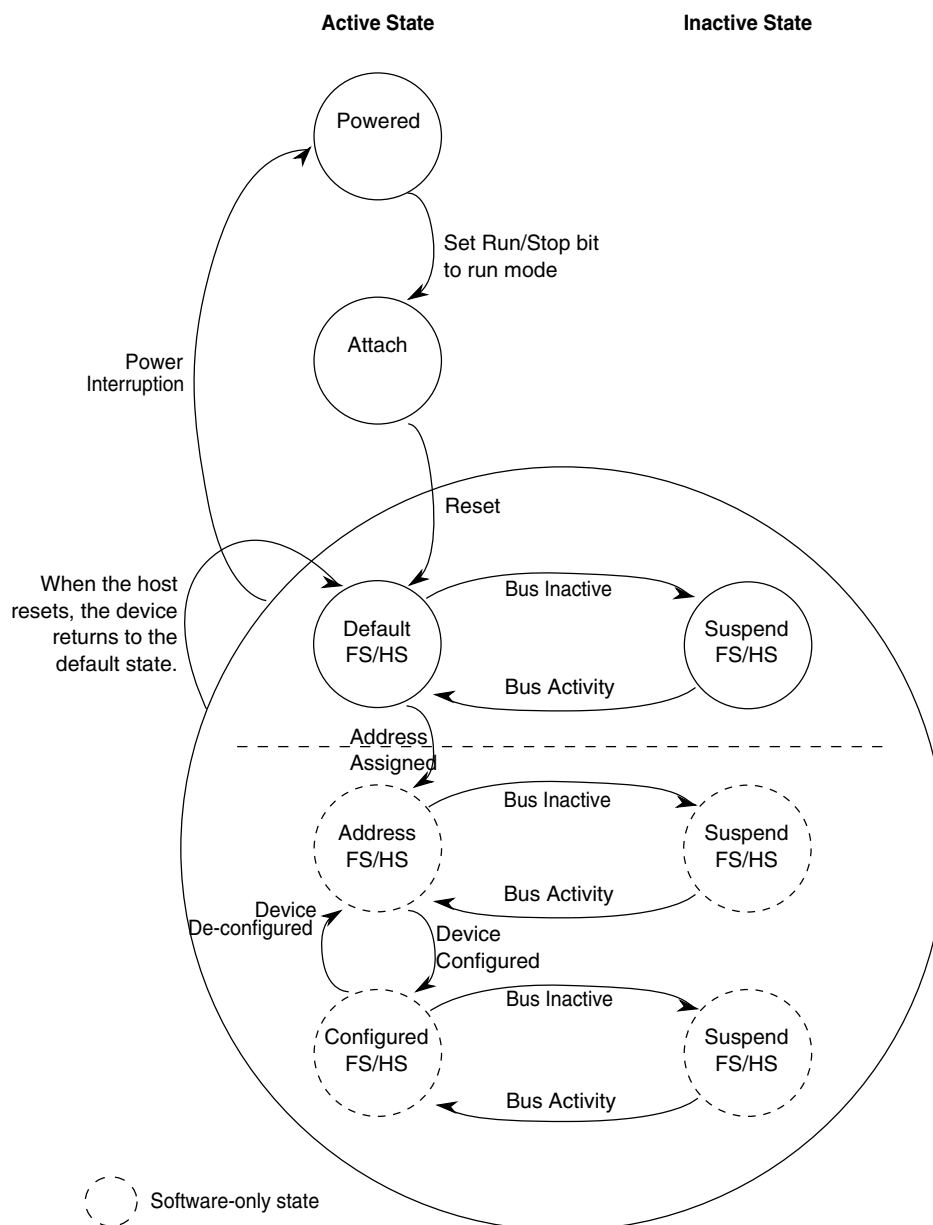 Active State
Inactive State
Powered
Set Run/Stop bit
to run mode
Attach
Power
Interruption
Reset
When the host
resets, the device
returns to the
default state.
Default
FS/HS
Bus Inactive
Suspend
FS/HS
Bus Activity
Address
Assigned
Address
FS/HS
Bus Inactive
Suspend
FS/HS
Bus Activity
Device
De-configured
Device
Configured
Configured
FS/HS
Bus Inactive
Suspend
FS/HS
Bus Activity
Software-only state